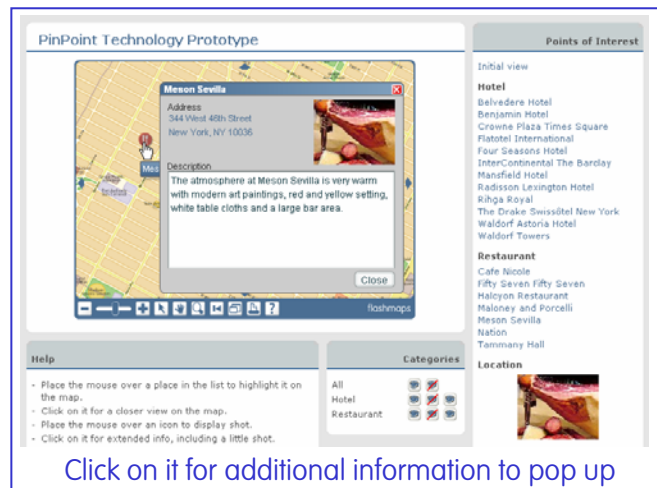 PinPoint Technology Prototype
Meson Sevilla
Address
344 West 46th Street
New York, NY 10036
Description
The atmosphere at Meson Sevilla is very warm
with modern art paintings, red and yellow setting,
white table cloths and a large bar area.
Close
Mes
flashmaps
Points of Interest
Initial view
Hotel
Belvedere Hotel
Benjamin Hotel
Crowne Plaza Times Square
Flatotel International
Four Seasons Hotel
InterContinental The Barclay
Mansfield Hotel
Radisson Lexington Hotel
Rihga Royal
The Drake Swissôtel New York
Waldorf Astoria Hotel
Waldorf Towers
Restaurant
Cafe Nicole
Fifty Seven Fifty Seven
Halcyon Restaurant
Maloney and Porcelli
Meson Sevilla
Nation
Tammany Hall
Location
Help
- Place the mouse over a place in the list to highlight it on
the map.
- Click on it for a closer view on the map.
- Place the mouse over an icon to display shot.
- Click on it for extended info, including a little shot.
Categories
All
Hotel
Restaurant
Click on it for additional information to pop up